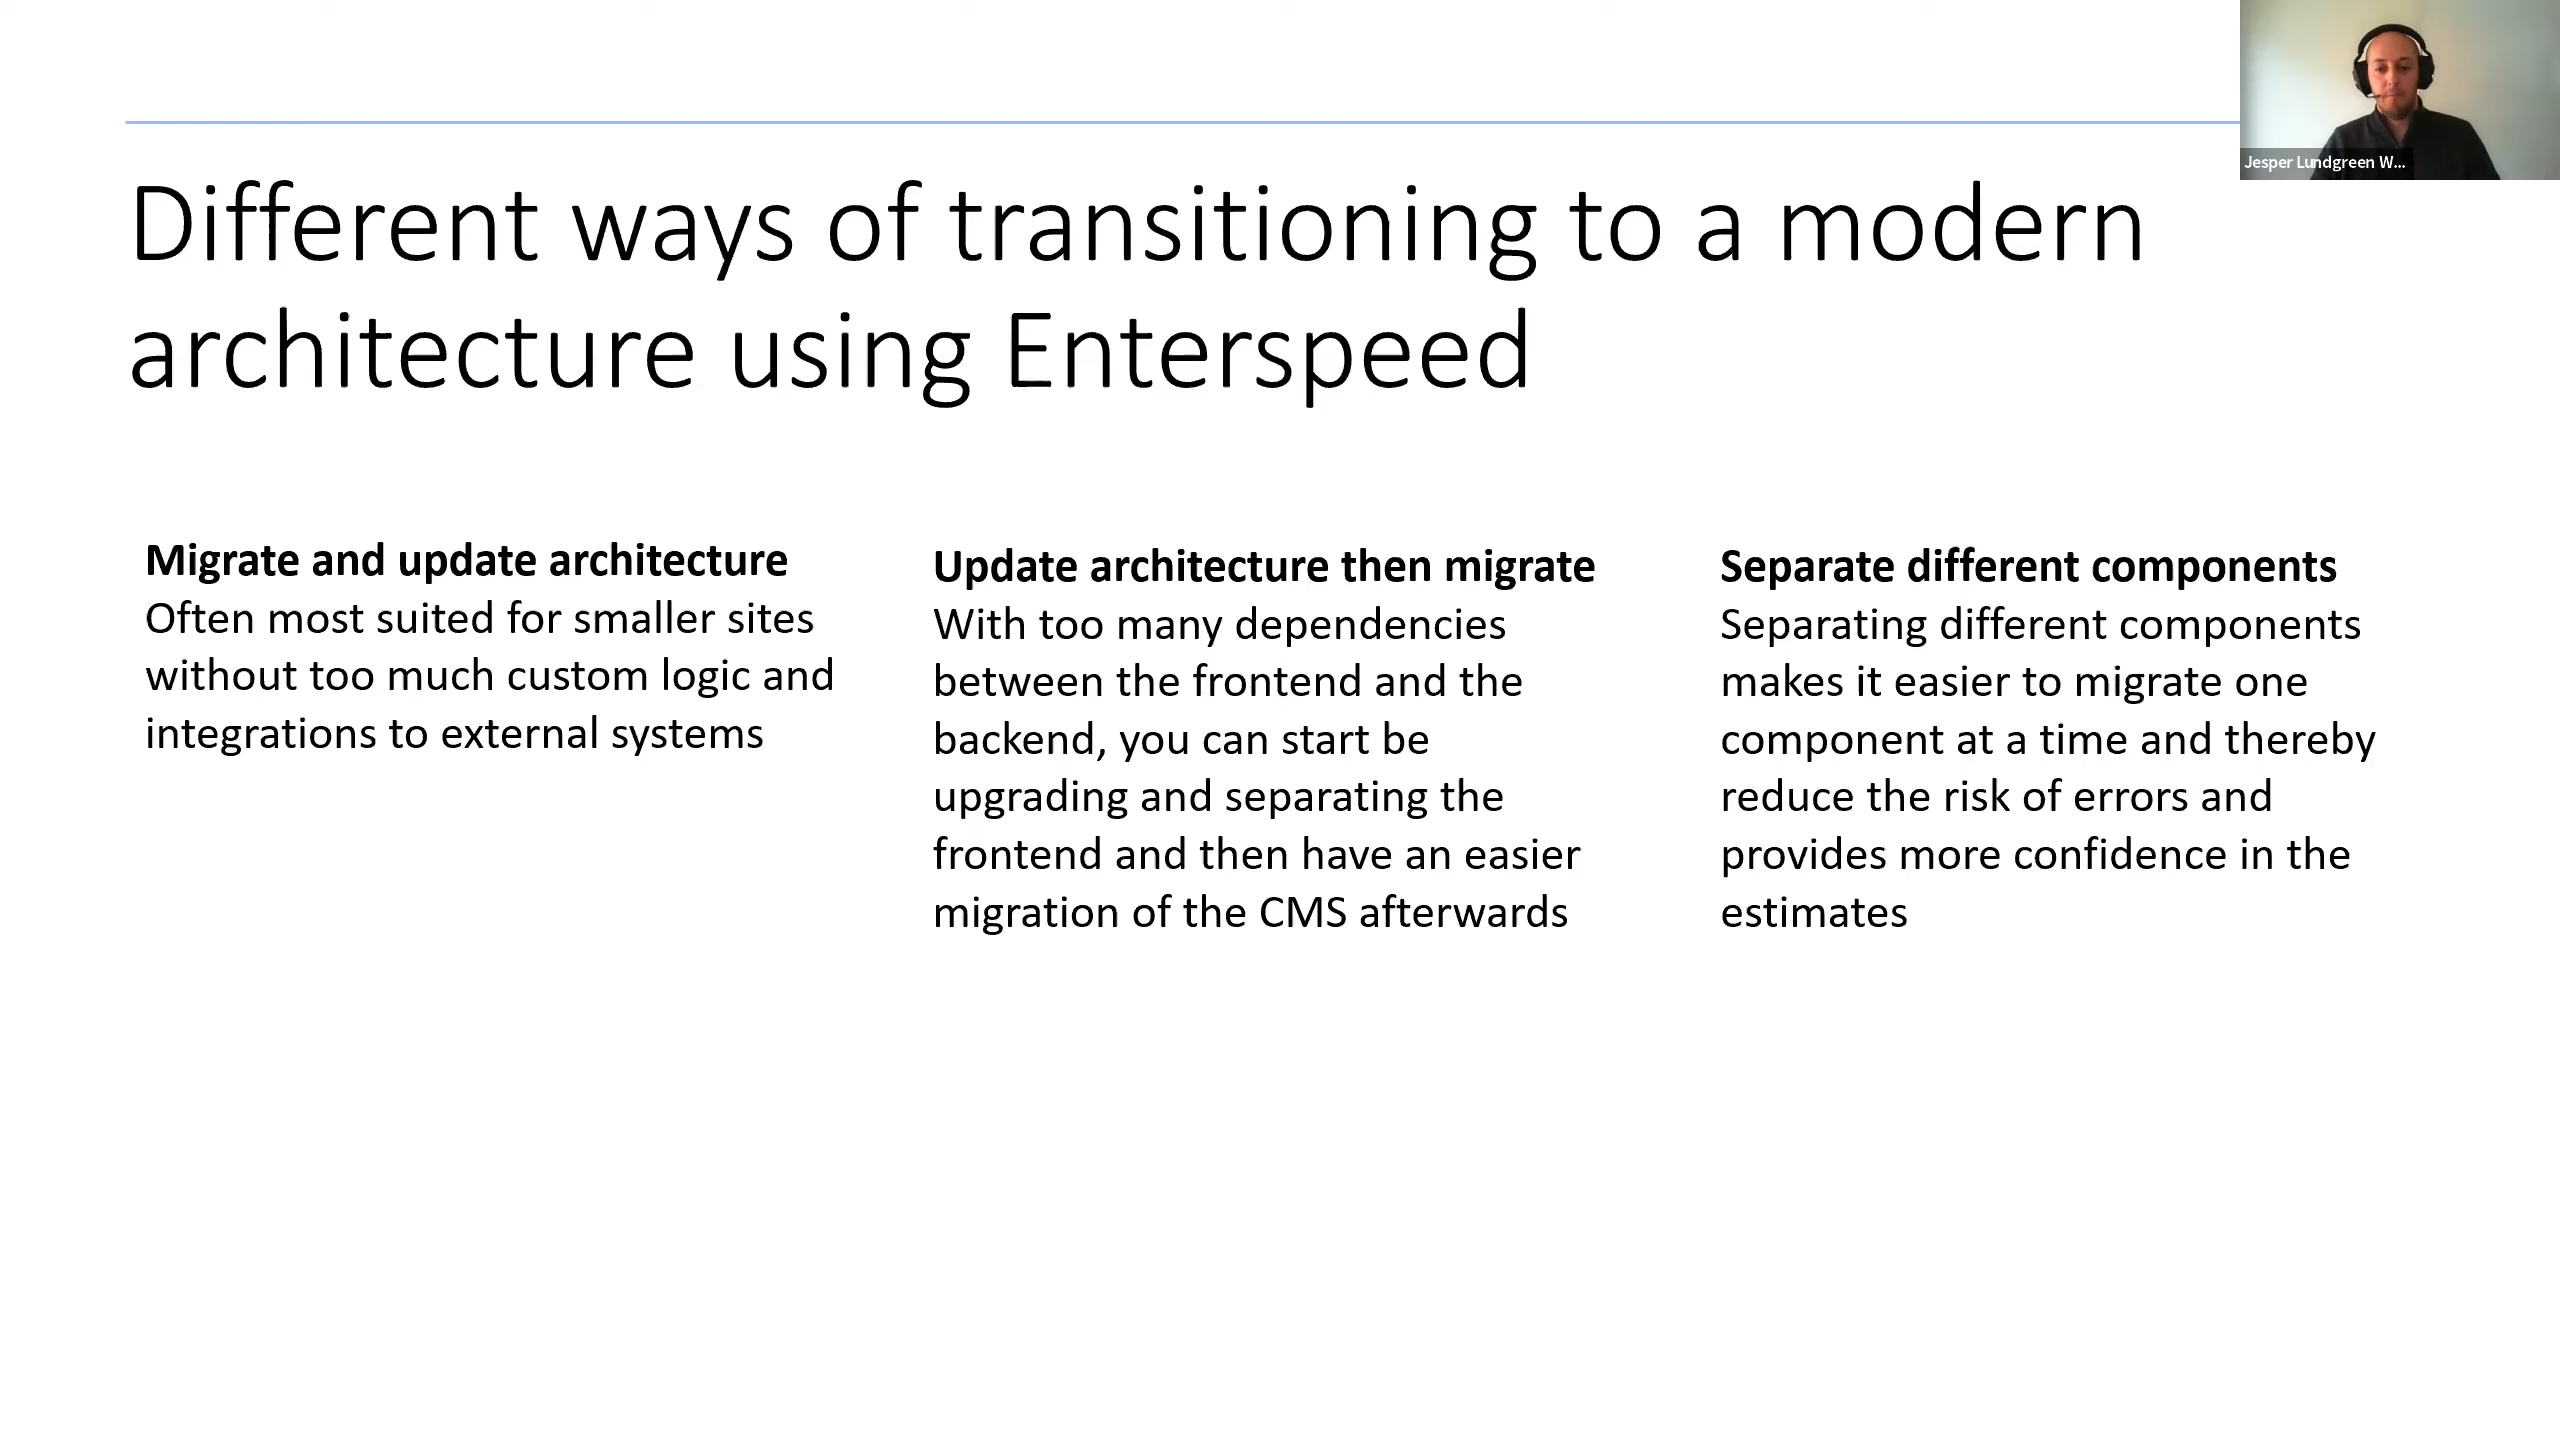 Jesper Lundgreen W...
Different ways of transitioning to a modern
architecture using Enterspeed
Migrate and update architecture
Often most suited for smaller sites
without too much custom logic and
integrations to external systems
Update architecture then migrate
With too many dependencies
between the frontend and the
backend, you can start be
upgrading and separating the
frontend and then have an easier
migration of the CMS afterwards
Separate different components
Separating different components
makes it easier to migrate one
component at a time and thereby
reduce the risk of errors and
provides more confidence in the
estimates